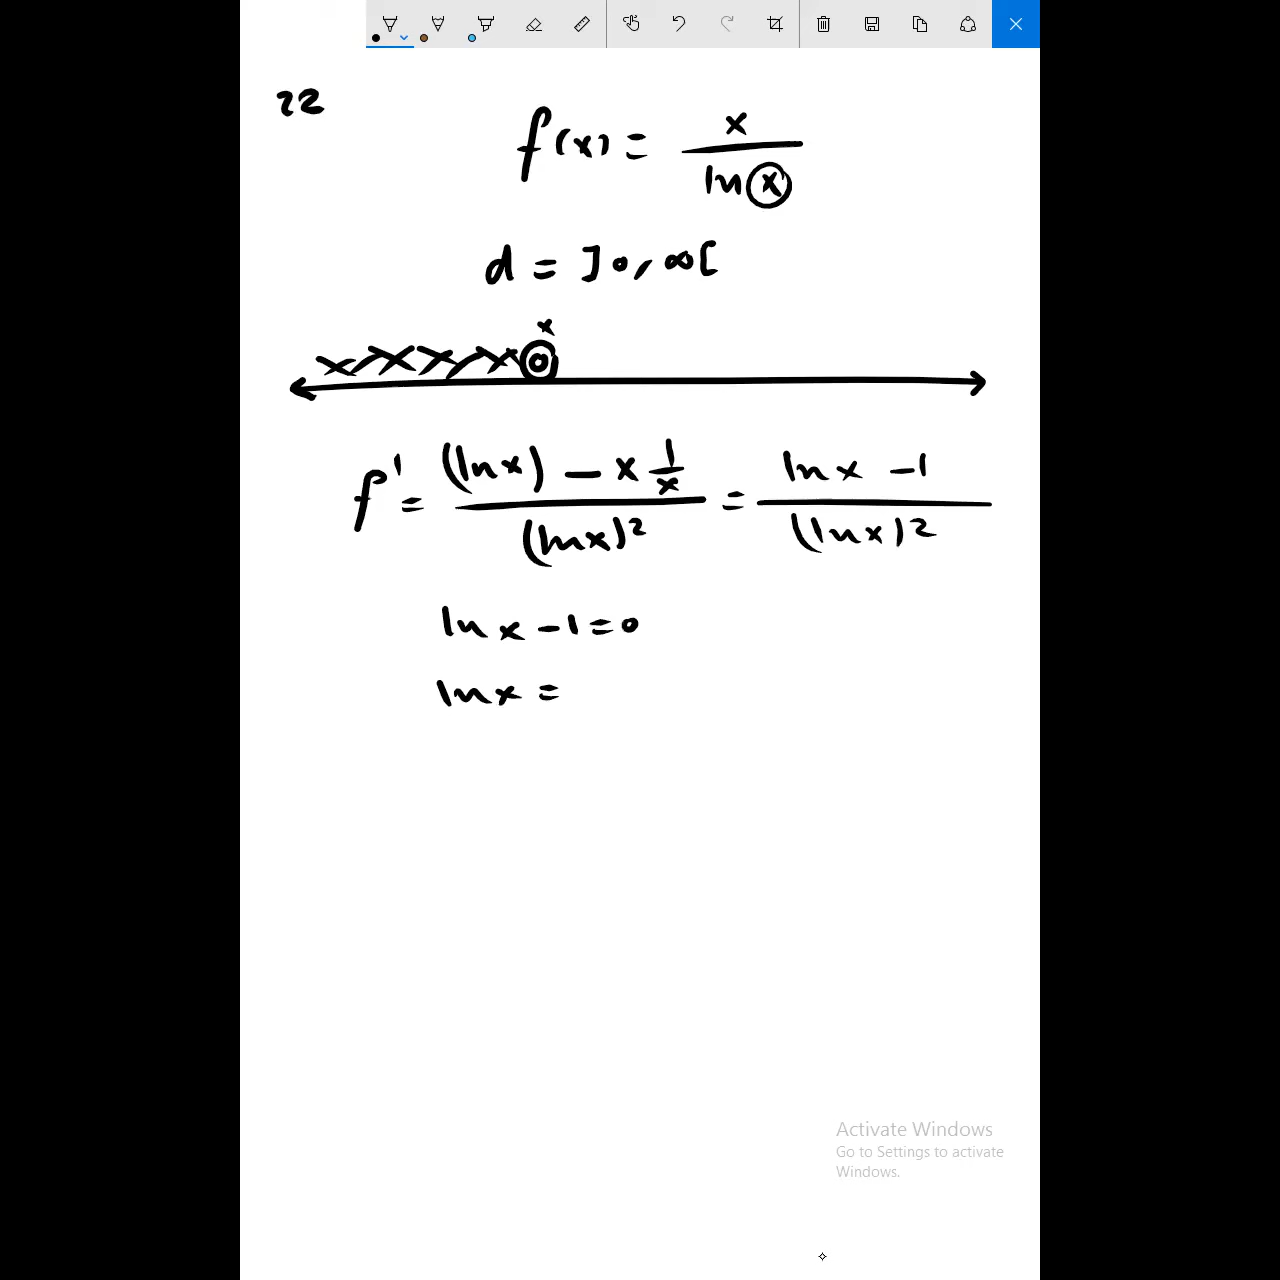 22
f(x) = x / ln(x)
d = ]0, ∞[
x
x x x x 0
f' = ((ln x) - x 1/x) / (ln x)² = (ln x - 1) / (ln x)²
ln x - 1 = 0
ln x =
Activate Windows
Go to Settings to activate
Windows.